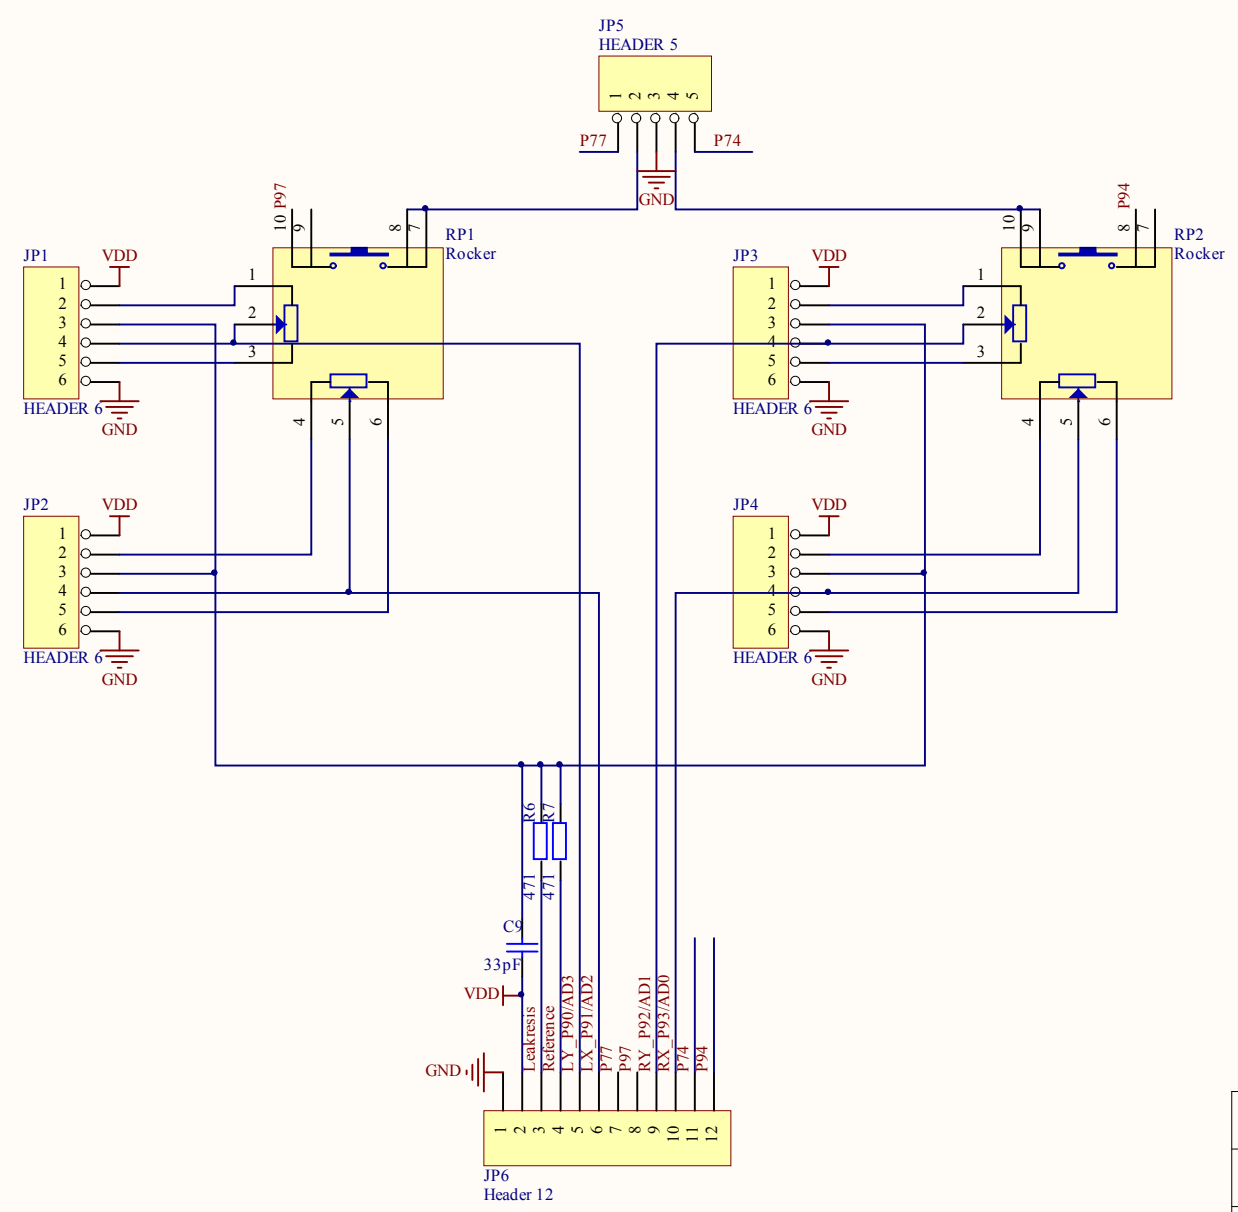 JP5
HEADER 5
1 2 3 4 5
P77
P74
GND
P97
10 9 8 7
RP1
Rocker
JP1
VDD
1
2
3
4
5
6
HEADER 6
GND
1
2
3
4 5 6
JP3
VDD
1
2
3
4
5
6
HEADER 6
GND
P94
10 9 8 7
RP2
Rocker
1
2
3
4 5 6
JP2
VDD
1
2
3
4
5
6
HEADER 6
GND
JP4
VDD
1
2
3
4
5
6
HEADER 6
GND
R6
R7
471
471
C9
33pF
VDD
GND
Leakresis
Reference
LY_P90/AD3
LX_P91/AD2
P77
P97
RY_P92/AD1
RX_P93/AD0
P74
P94
1 2 3 4 5 6 7 8 9 10 11 12
JP6
Header 12